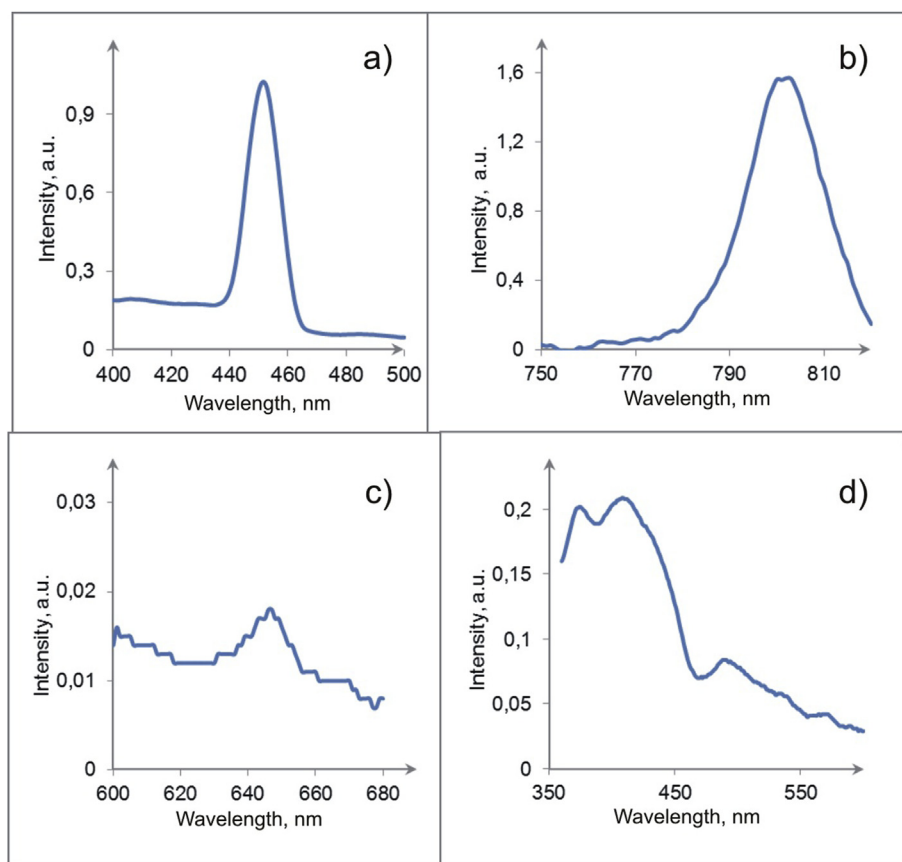 a)
Intensity, a.u.
0,9
0,6
0,3
0
400 420 440 460 480 500
Wavelength, nm
b)
Intensity, a.u.
1,6
1,2
0,8
0,4
0
750 770 790 810
Wavelength, nm
c)
Intensity, a.u.
0,03
0,02
0,01
0
600 620 640 660 680
Wavelength, nm
d)
Intensity, a.u.
0,2
0,15
0,1
0,05
0
350 450 550
Wavelength, nm